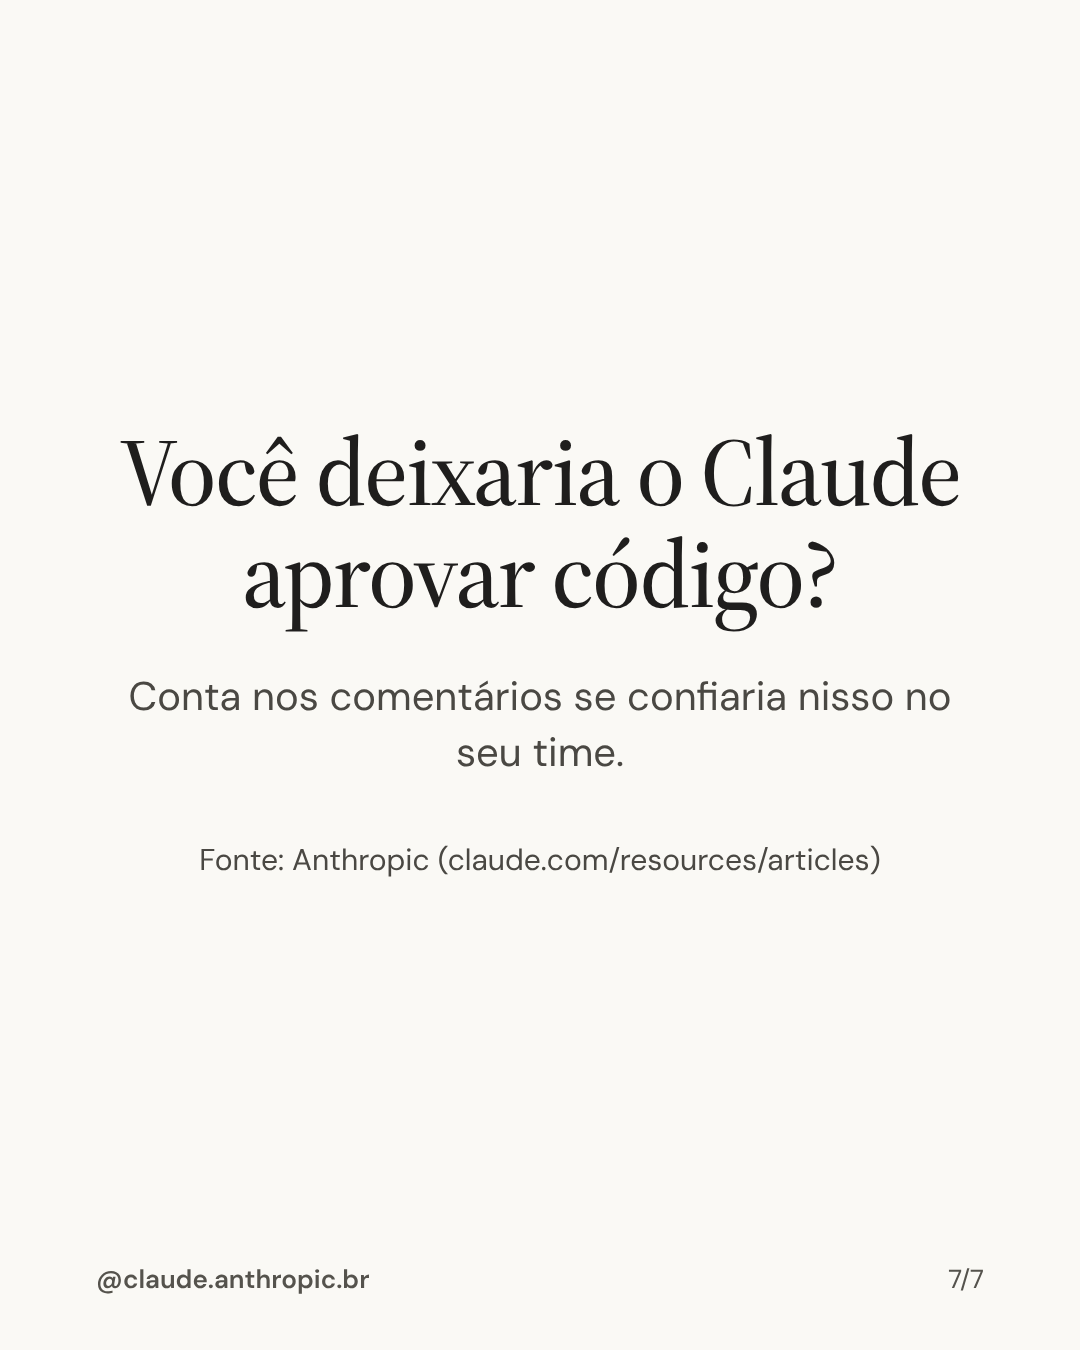 Você deixaria o Claude
aprovar código?
Conta nos comentários se confiaria nisso no
seu time.
Fonte: Anthropic (claude.com/resources/articles)
@claude.anthropic.br
7/7